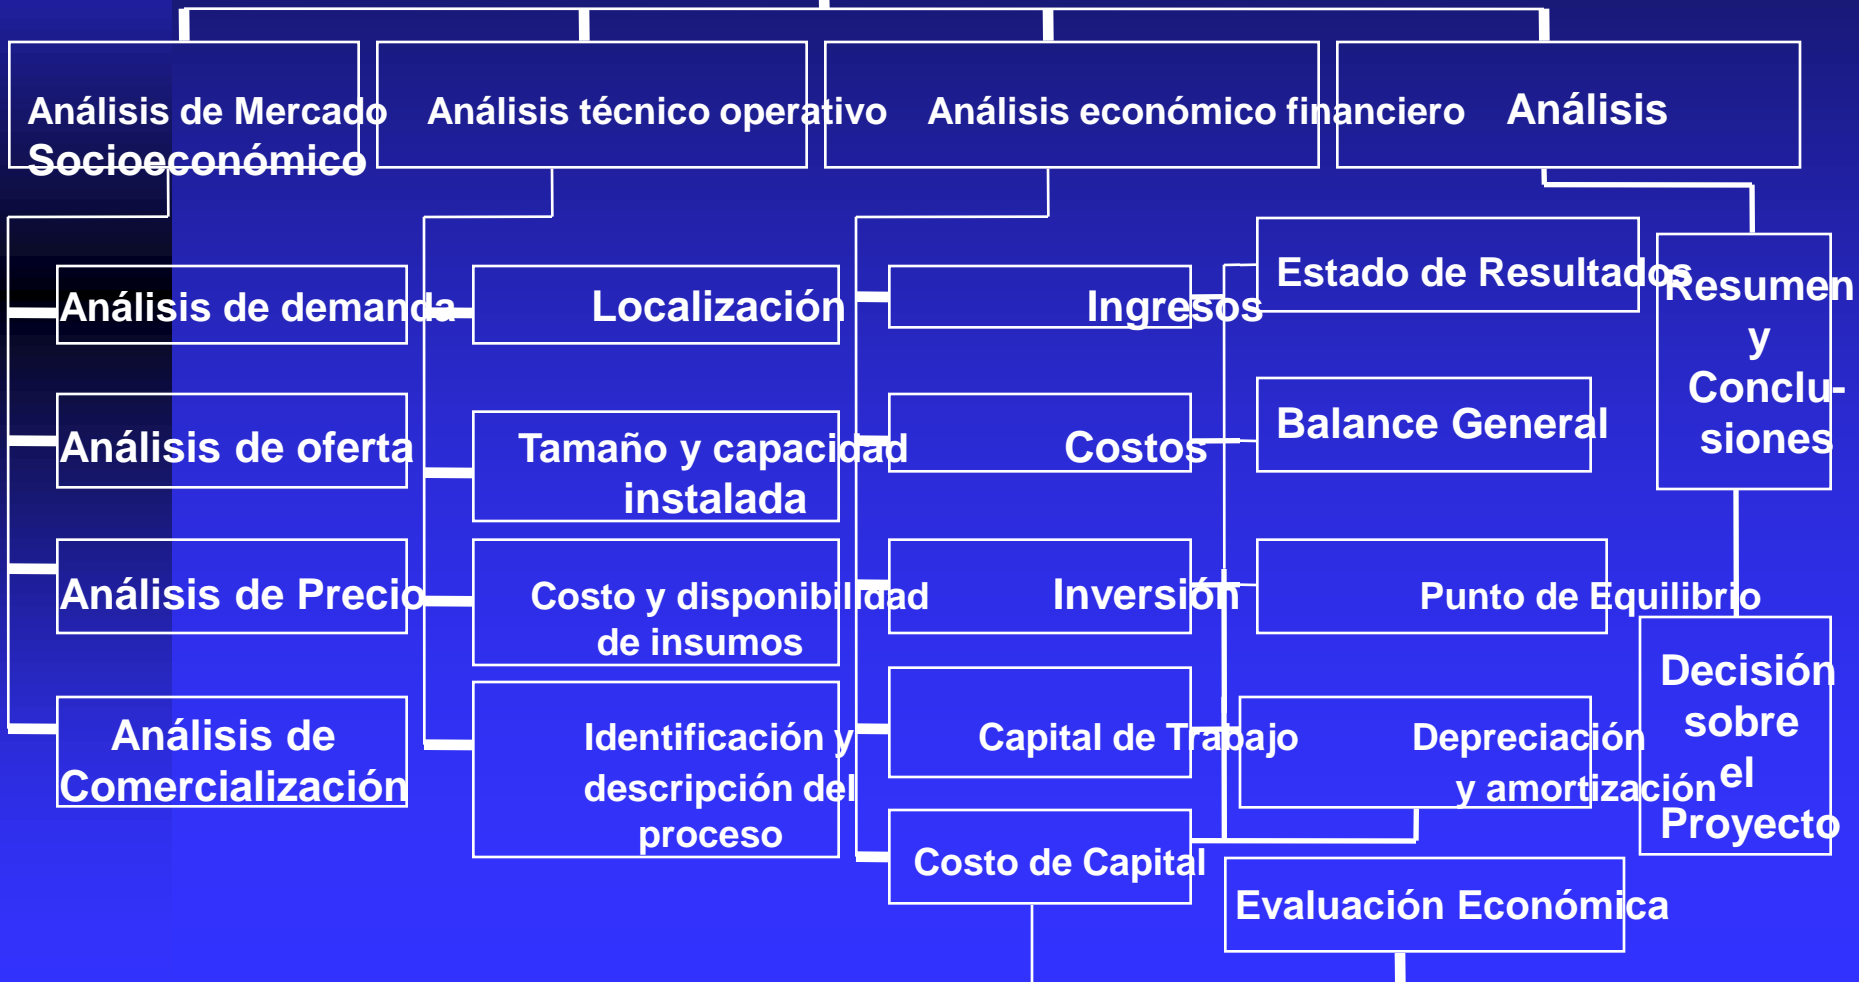 Análisis de Mercado Análisis técnico operativo Análisis económico financiero Análisis
Socioeconómico
Análisis de demanda
Análisis de oferta
Análisis de Precio
Análisis de
Comercialización
Localización
Tamaño y capacidad
instalada
Costo y disponibilidad
de insumos
Identificación y
descripción del
proceso
Ingresos
Costos
Inversión
Capital de Trabajo
Costo de Capital
Estado de Resultados
Balance General
Punto de Equilibrio
Depreciación
y amortización
Evaluación Económica
Resumen
y
Conclu-
siones
Decisión
sobre
el
Proyecto